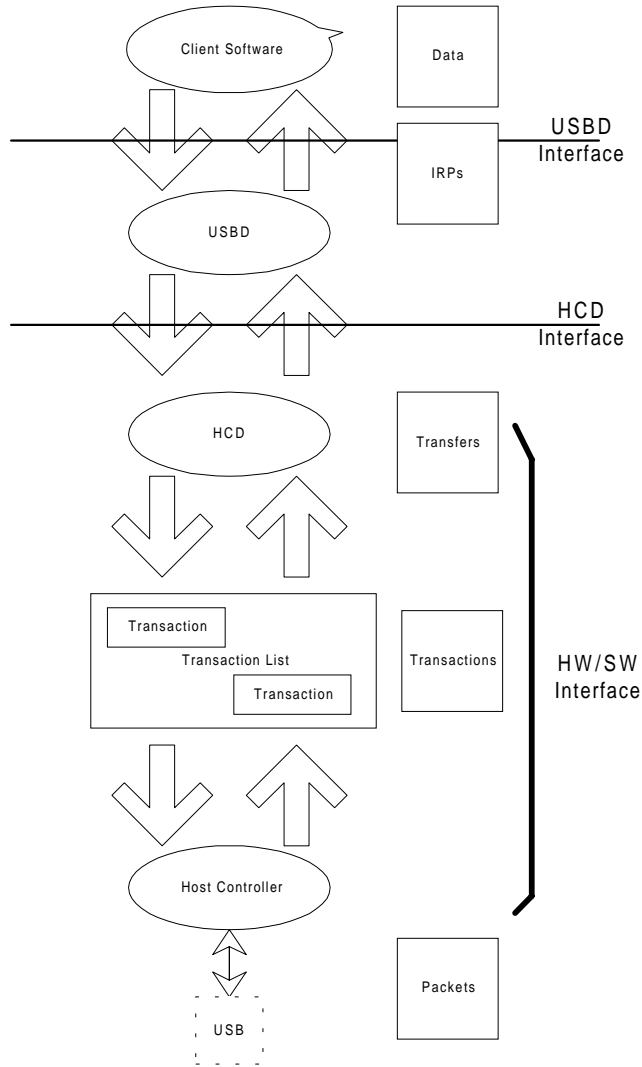 Client Software
Data
USBD
Interface
IRPs
USBD
HCD
Interface
HCD
Transfers
Transaction
Transaction List
Transaction
Transactions
HW/SW
Interface
Host Controller
Packets
USB